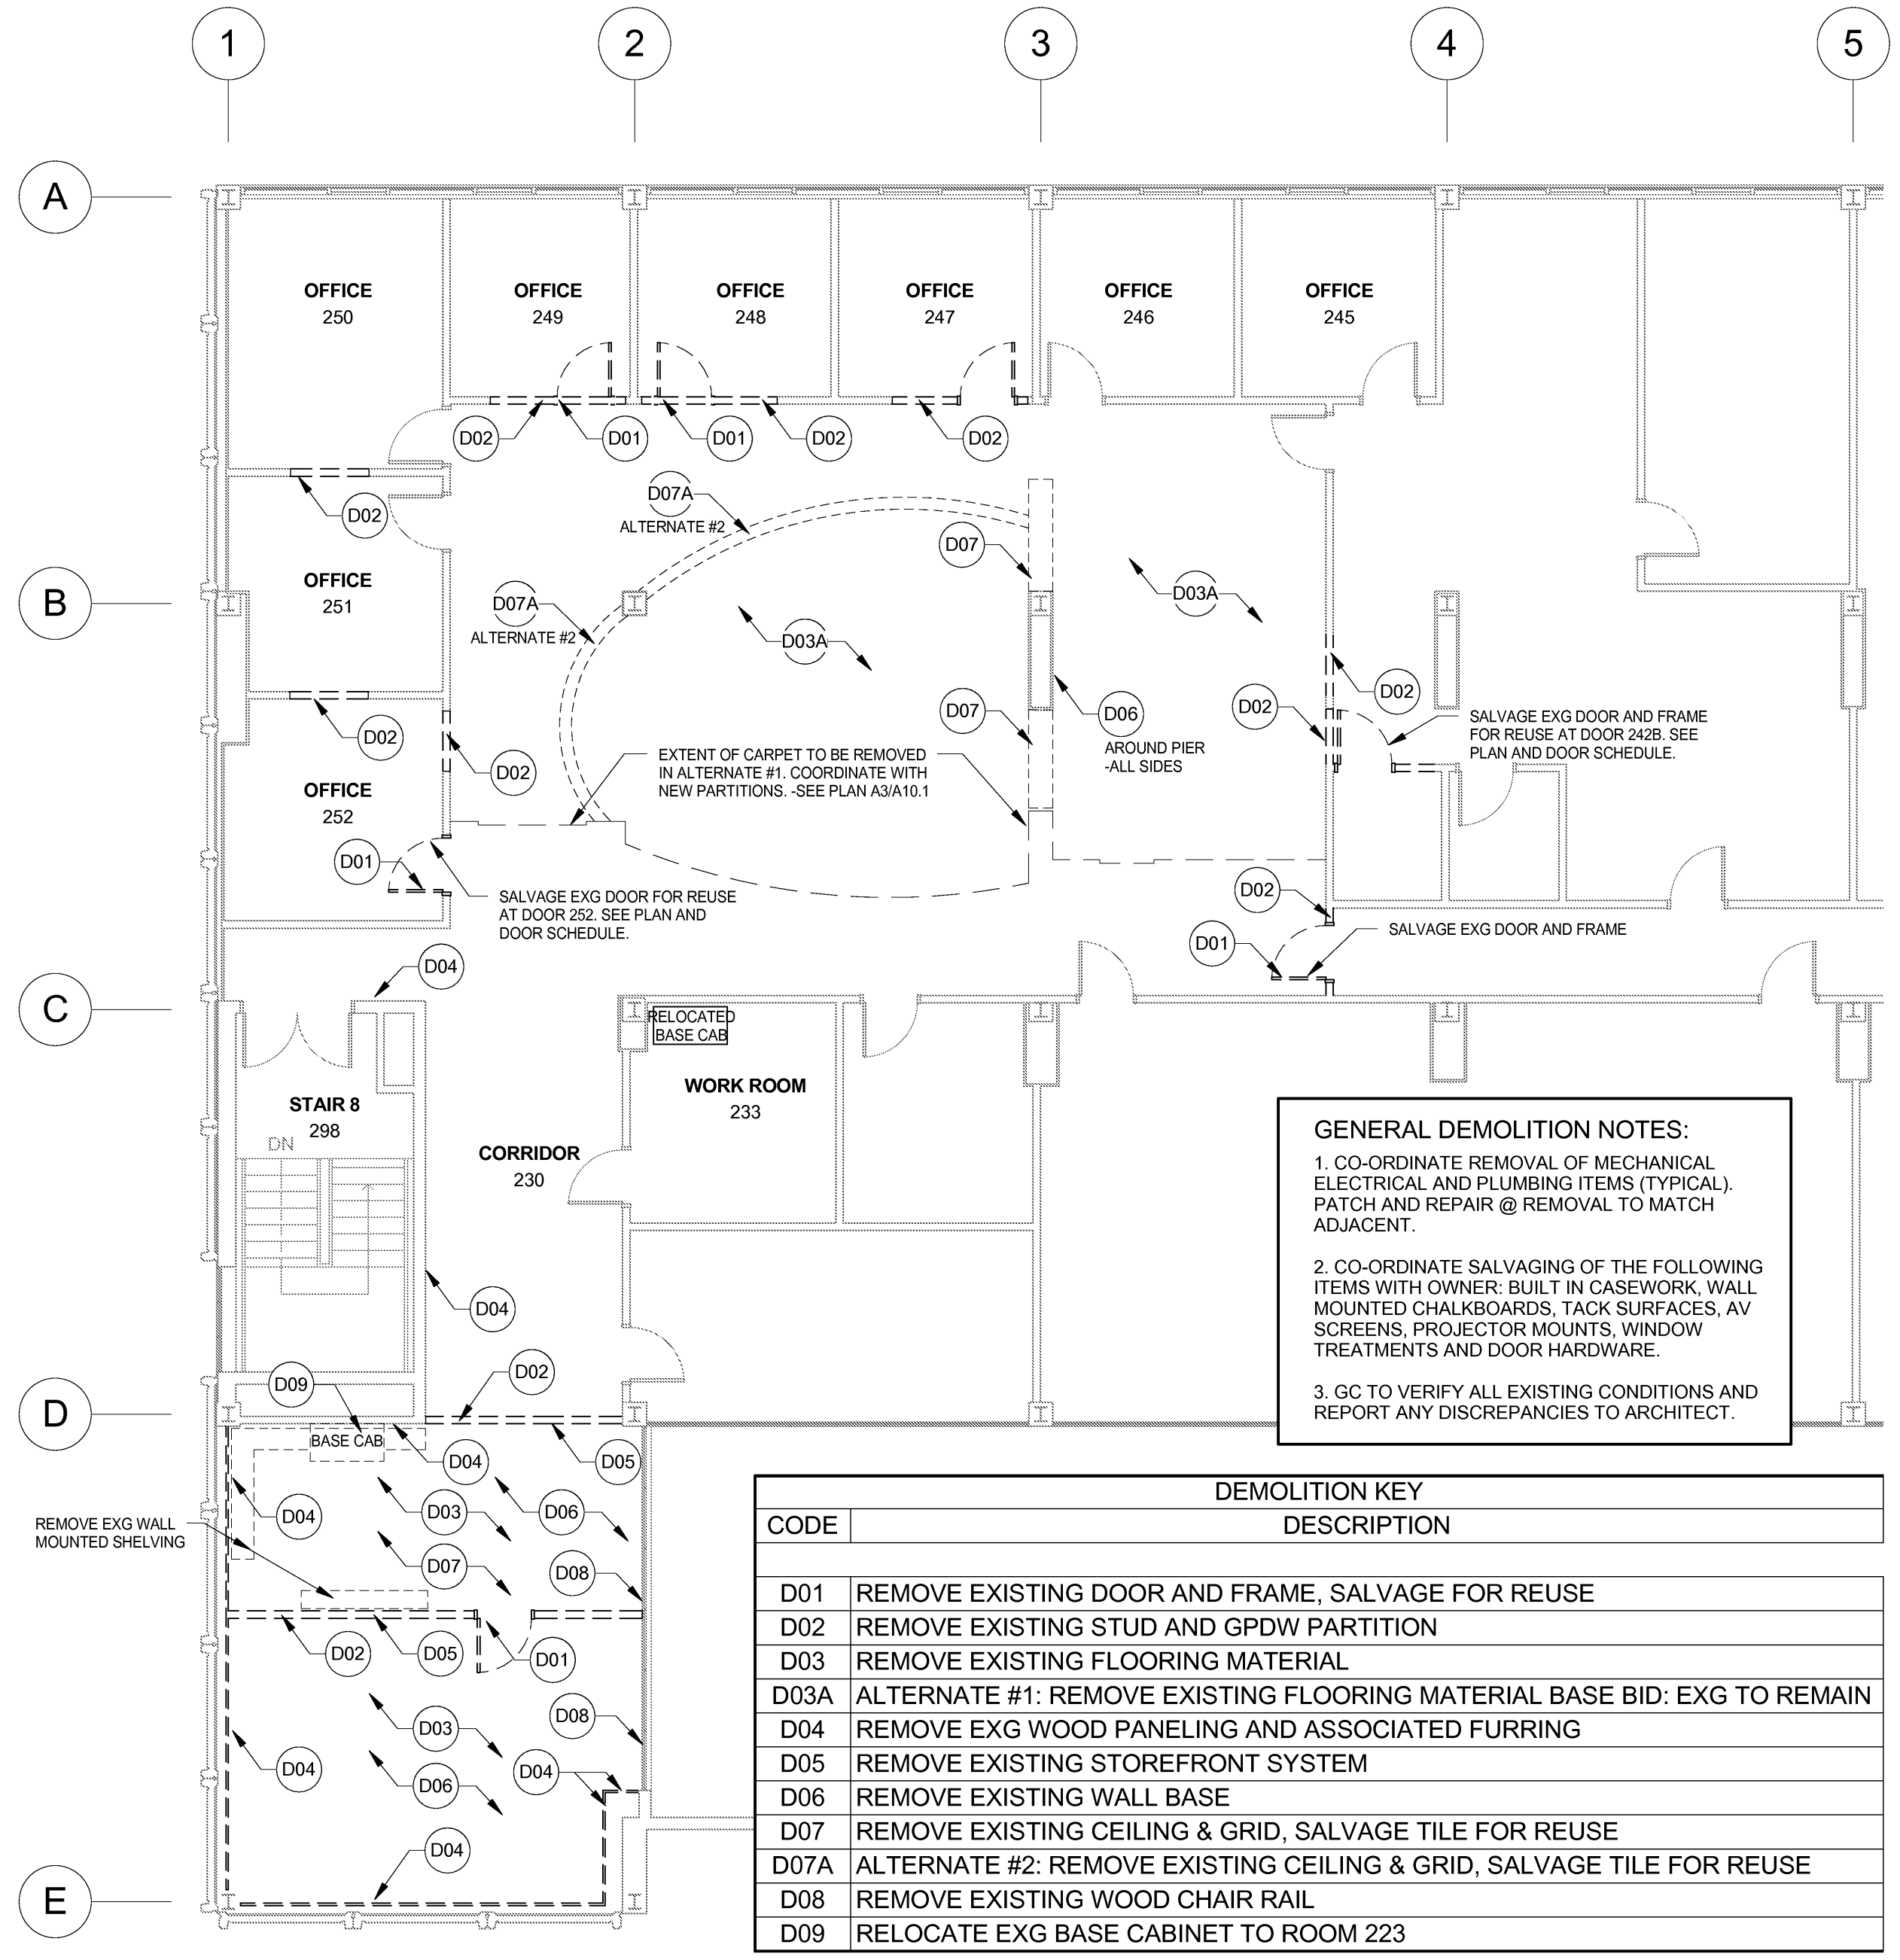 1 2 3 4 5
A
OFFICE OFFICE OFFICE OFFICE OFFICE OFFICE
250 249 248 247 246 245
D02 D01 D01 D02 D02
D07A
ALTERNATE #2
D02
D07
OFFICE
251
B
D07A
ALTERNATE #2
D03A
D03A
D02
D02
D07
D06
AROUND PIER
-ALL SIDES
D02
D02
SALVAGE EXG DOOR AND FRAME
FOR REUSE AT DOOR 242B. SEE
PLAN AND DOOR SCHEDULE.
EXTENT OF CARPET TO BE REMOVED
IN ALTERNATE #1. COORDINATE WITH
NEW PARTITIONS. -SEE PLAN A3/A10.1
OFFICE
252
D01
SALVAGE EXG DOOR FOR REUSE
AT DOOR 252. SEE PLAN AND
DOOR SCHEDULE.
D02
D01
SALVAGE EXG DOOR AND FRAME
D04
C
RELOCATED
BASE CAB
WORK ROOM
233
STAIR 8
298
DN
CORRIDOR
230
GENERAL DEMOLITION NOTES:
1. CO-ORDINATE REMOVAL OF MECHANICAL
ELECTRICAL AND PLUMBING ITEMS (TYPICAL).
PATCH AND REPAIR @ REMOVAL TO MATCH
ADJACENT.
2. CO-ORDINATE SALVAGING OF THE FOLLOWING
ITEMS WITH OWNER: BUILT IN CASEWORK, WALL
MOUNTED CHALKBOARDS, TACK SURFACES, AV
SCREENS, PROJECTOR MOUNTS, WINDOW
TREATMENTS AND DOOR HARDWARE.
3. GC TO VERIFY ALL EXISTING CONDITIONS AND
REPORT ANY DISCREPANCIES TO ARCHITECT.
D04
D02
D09
D
BASE CAB
D04
D05
D04
D03
D06
REMOVE EXG WALL
MOUNTED SHELVING
D07
D08
D02
D05
D01
D03
D08
D04
D06
D04
D04
E
DEMOLITION KEY
CODE DESCRIPTION
D01 REMOVE EXISTING DOOR AND FRAME, SALVAGE FOR REUSE
D02 REMOVE EXISTING STUD AND GPDW PARTITION
D03 REMOVE EXISTING FLOORING MATERIAL
D03A ALTERNATE #1: REMOVE EXISTING FLOORING MATERIAL BASE BID: EXG TO REMAIN
D04 REMOVE EXG WOOD PANELING AND ASSOCIATED FURRING
D05 REMOVE EXISTING STOREFRONT SYSTEM
D06 REMOVE EXISTING WALL BASE
D07 REMOVE EXISTING CEILING & GRID, SALVAGE TILE FOR REUSE
D07A ALTERNATE #2: REMOVE EXISTING CEILING & GRID, SALVAGE TILE FOR REUSE
D08 REMOVE EXISTING WOOD CHAIR RAIL
D09 RELOCATE EXG BASE CABINET TO ROOM 223